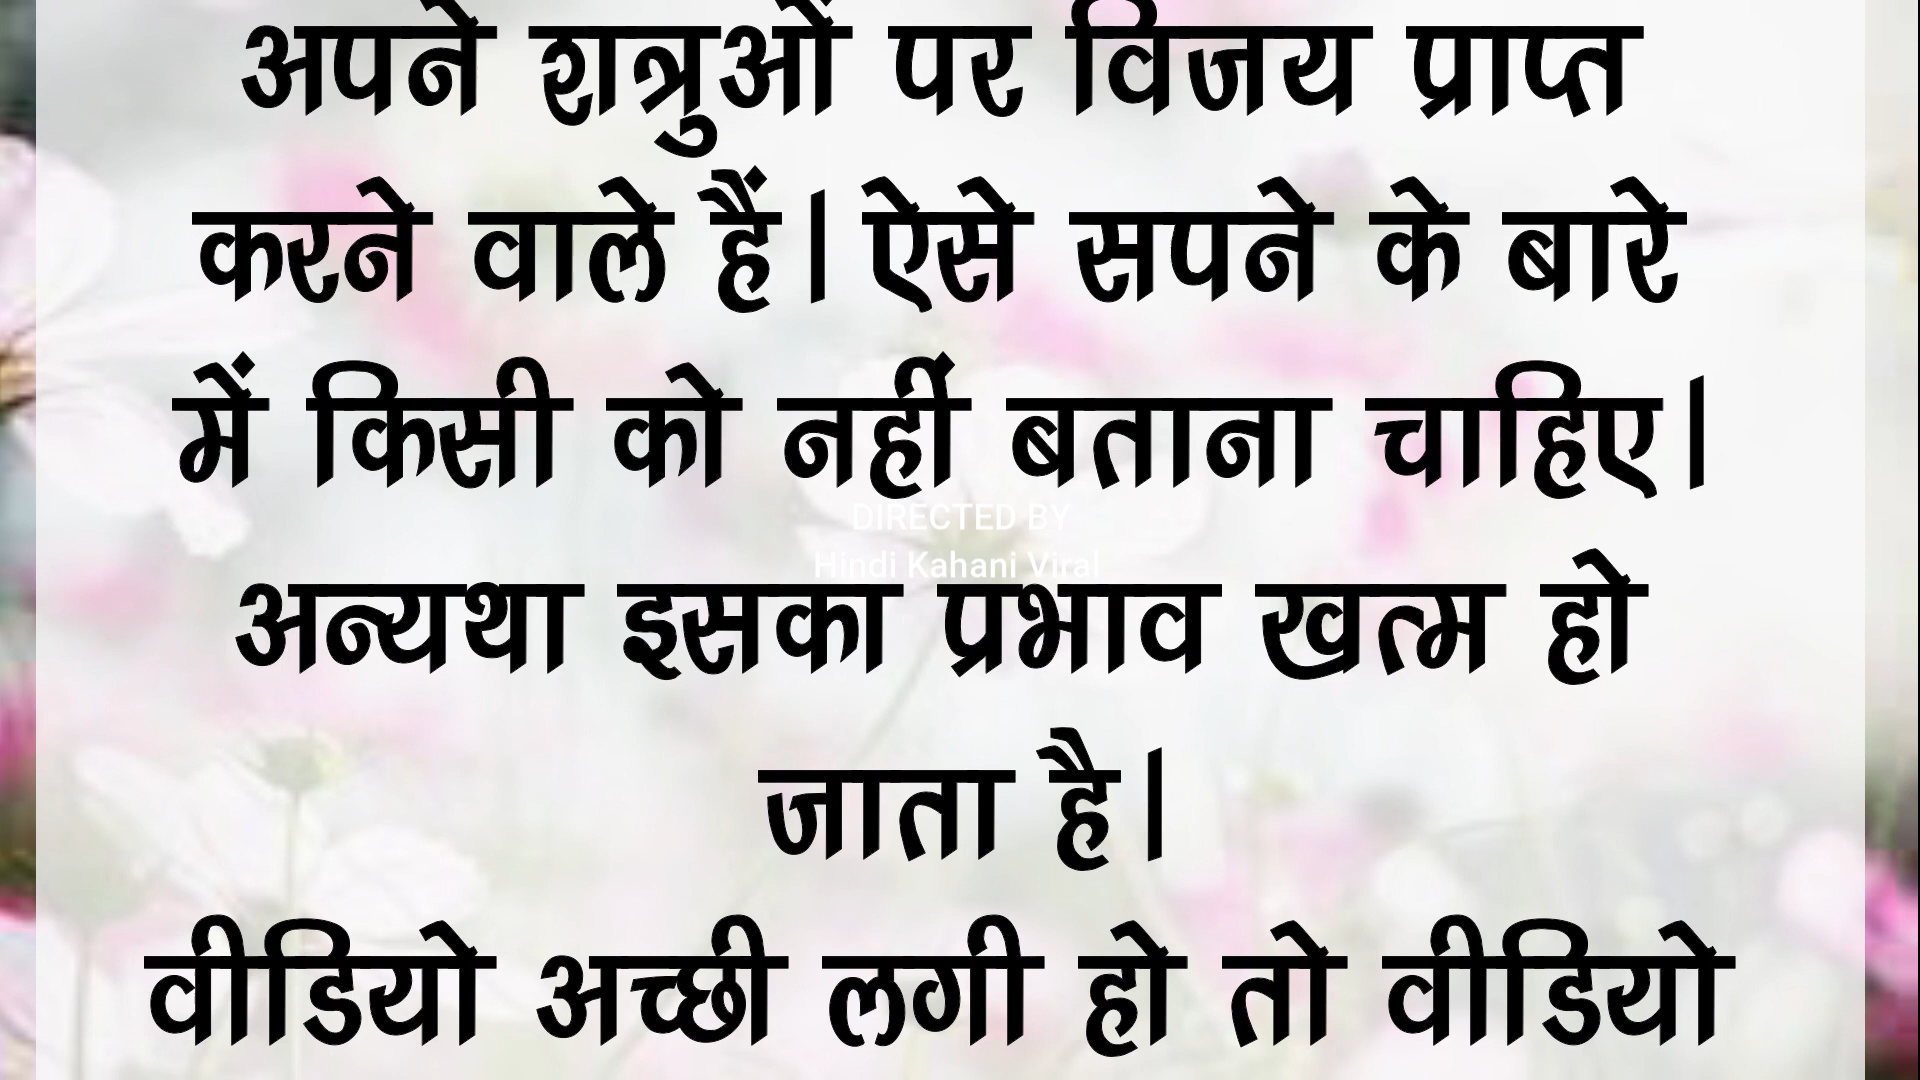 अपने शत्रुओं पर विजय प्राप्त
करने वाले हैं। ऐसे सपने के बारे
में किसी को नहीं बताना चाहिए।
DIRECTED BY
Hindi Kahani Viral
अन्यथा इसका प्रभाव खत्म हो
जाता है।
वीडियो अच्छी लगी हो तो वीडियो